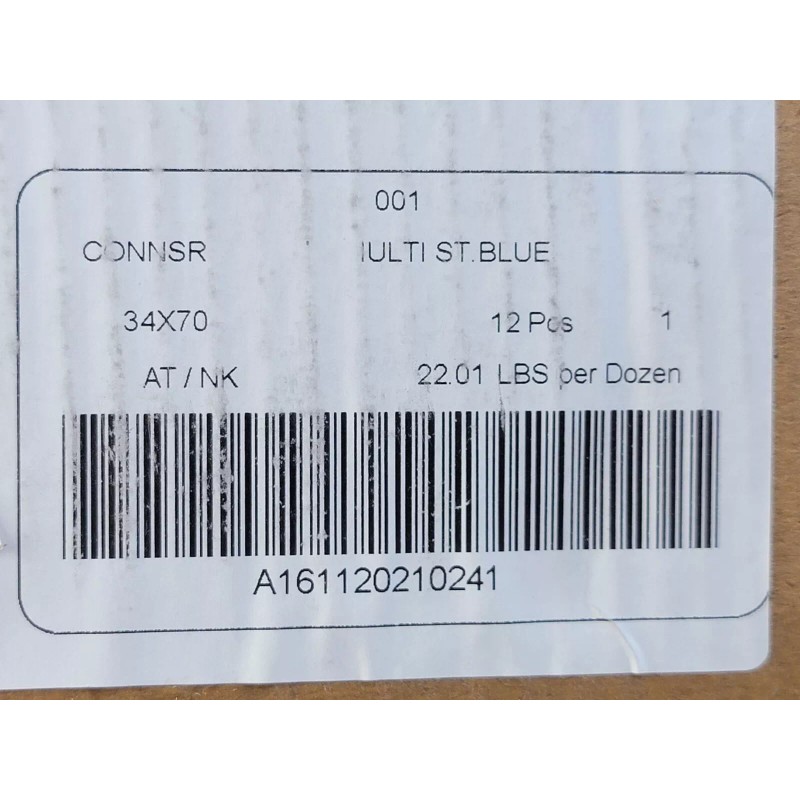 001
CONNSR IULTI ST.BLUE
34X70 12 Pcs 1
AT / NK 22.01 LBS per Dozen
A161120210241